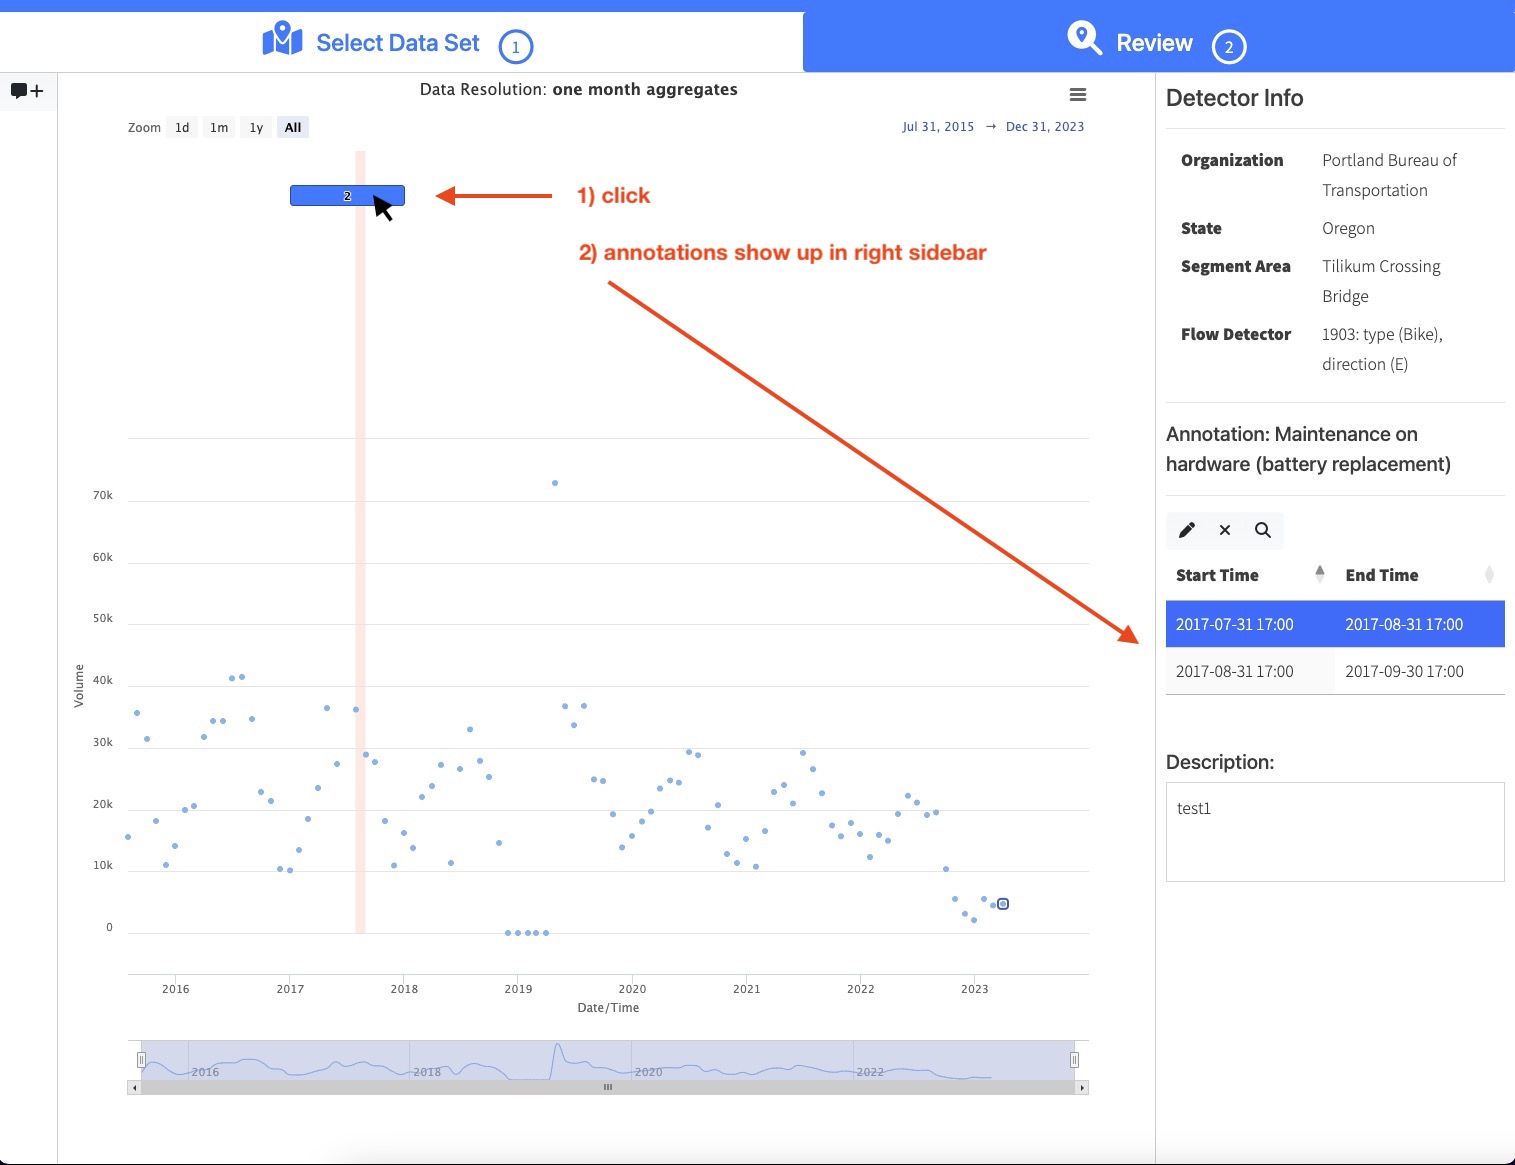 Select Data Set 1
Review 2
Data Resolution: one month aggregates
Zoom 1d 1m 1y All
Jul 31, 2015 → Dec 31, 2023
2
1) click
2) annotations show up in right sidebar
70k
60k
50k
40k
30k
20k
10k
0
Volume
2016 2017 2018 2019 2020 2021 2022 2023
Date/Time
2016 2018 2020 2022
Detector Info
Organization Portland Bureau of
Transportation
State Oregon
Segment Area Tilikum Crossing
Bridge
Flow Detector 1903: type (Bike),
direction (E)
Annotation: Maintenance on
hardware (battery replacement)
Start Time End Time
2017-07-31 17:00 2017-08-31 17:00
2017-08-31 17:00 2017-09-30 17:00
Description:
test1